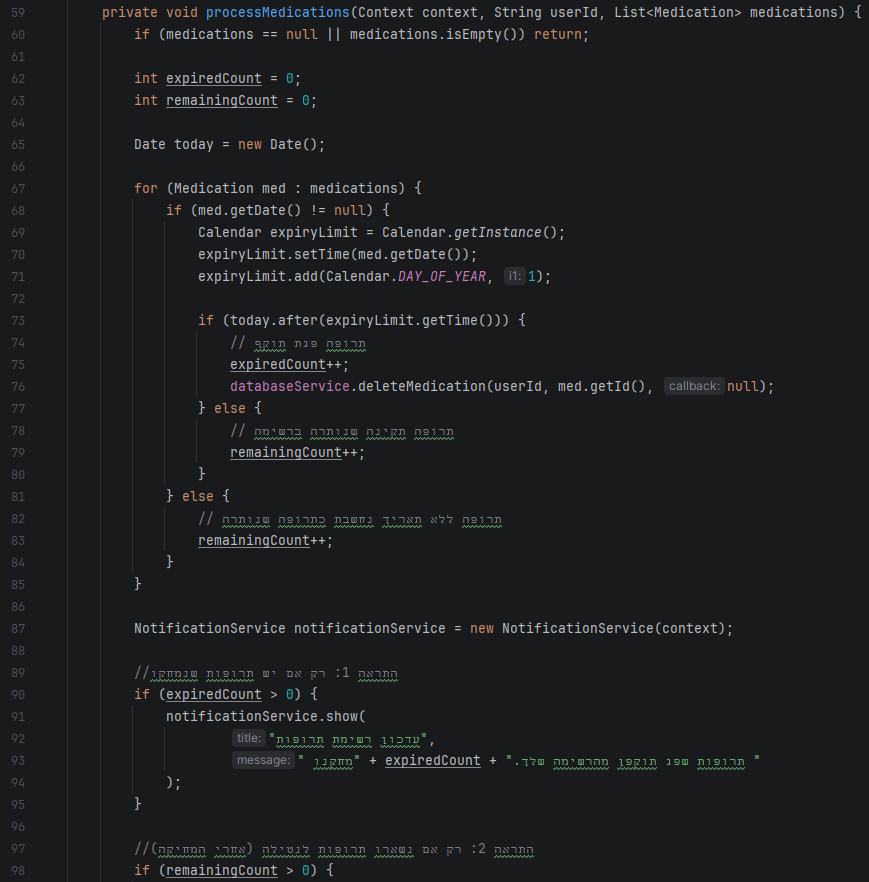 59 private void processMedications(Context context, String userId, List<Medication> medications) {
60 if (medications == null || medications.isEmpty()) return;
61
62 int expiredCount = 0;
63 int remainingCount = 0;
64
65 Date today = new Date();
66
67 for (Medication med : medications) {
68 if (med.getDate() != null) {
69 Calendar expiryLimit = Calendar.getInstance();
70 expiryLimit.setTime(med.getDate());
71 expiryLimit.add(Calendar.DAY_OF_YEAR, i1: 1);
72
73 if (today.after(expiryLimit.getTime())) {
74 // תרופה פגת תוקף
75 expiredCount++;
76 databaseService.deleteMedication(userId, med.getId(), callback: null);
77 } else {
78 // תרופה תקינה שנותרה ברשימה
79 remainingCount++;
80 }
81 } else {
82 // תרופה ללא תאריך נחשבת כתרופה שנותרה
83 remainingCount++;
84 }
85 }
86
87 NotificationService notificationService = new NotificationService(context);
88
89 //התראה 1: רק אם יש תרופות שנמחקו
90 if (expiredCount > 0) {
91 notificationService.show(
92 title: "עדכון רשימת תרופות",
93 message: "מחקנו " + expiredCount + " תרופות שפג תוקפן מהרשימה שלך."
94 );
95 }
96
97 //התראה 2: רק אם נשארו תרופות לנטילה (אחרי המחיקה)
98 if (remainingCount > 0) {